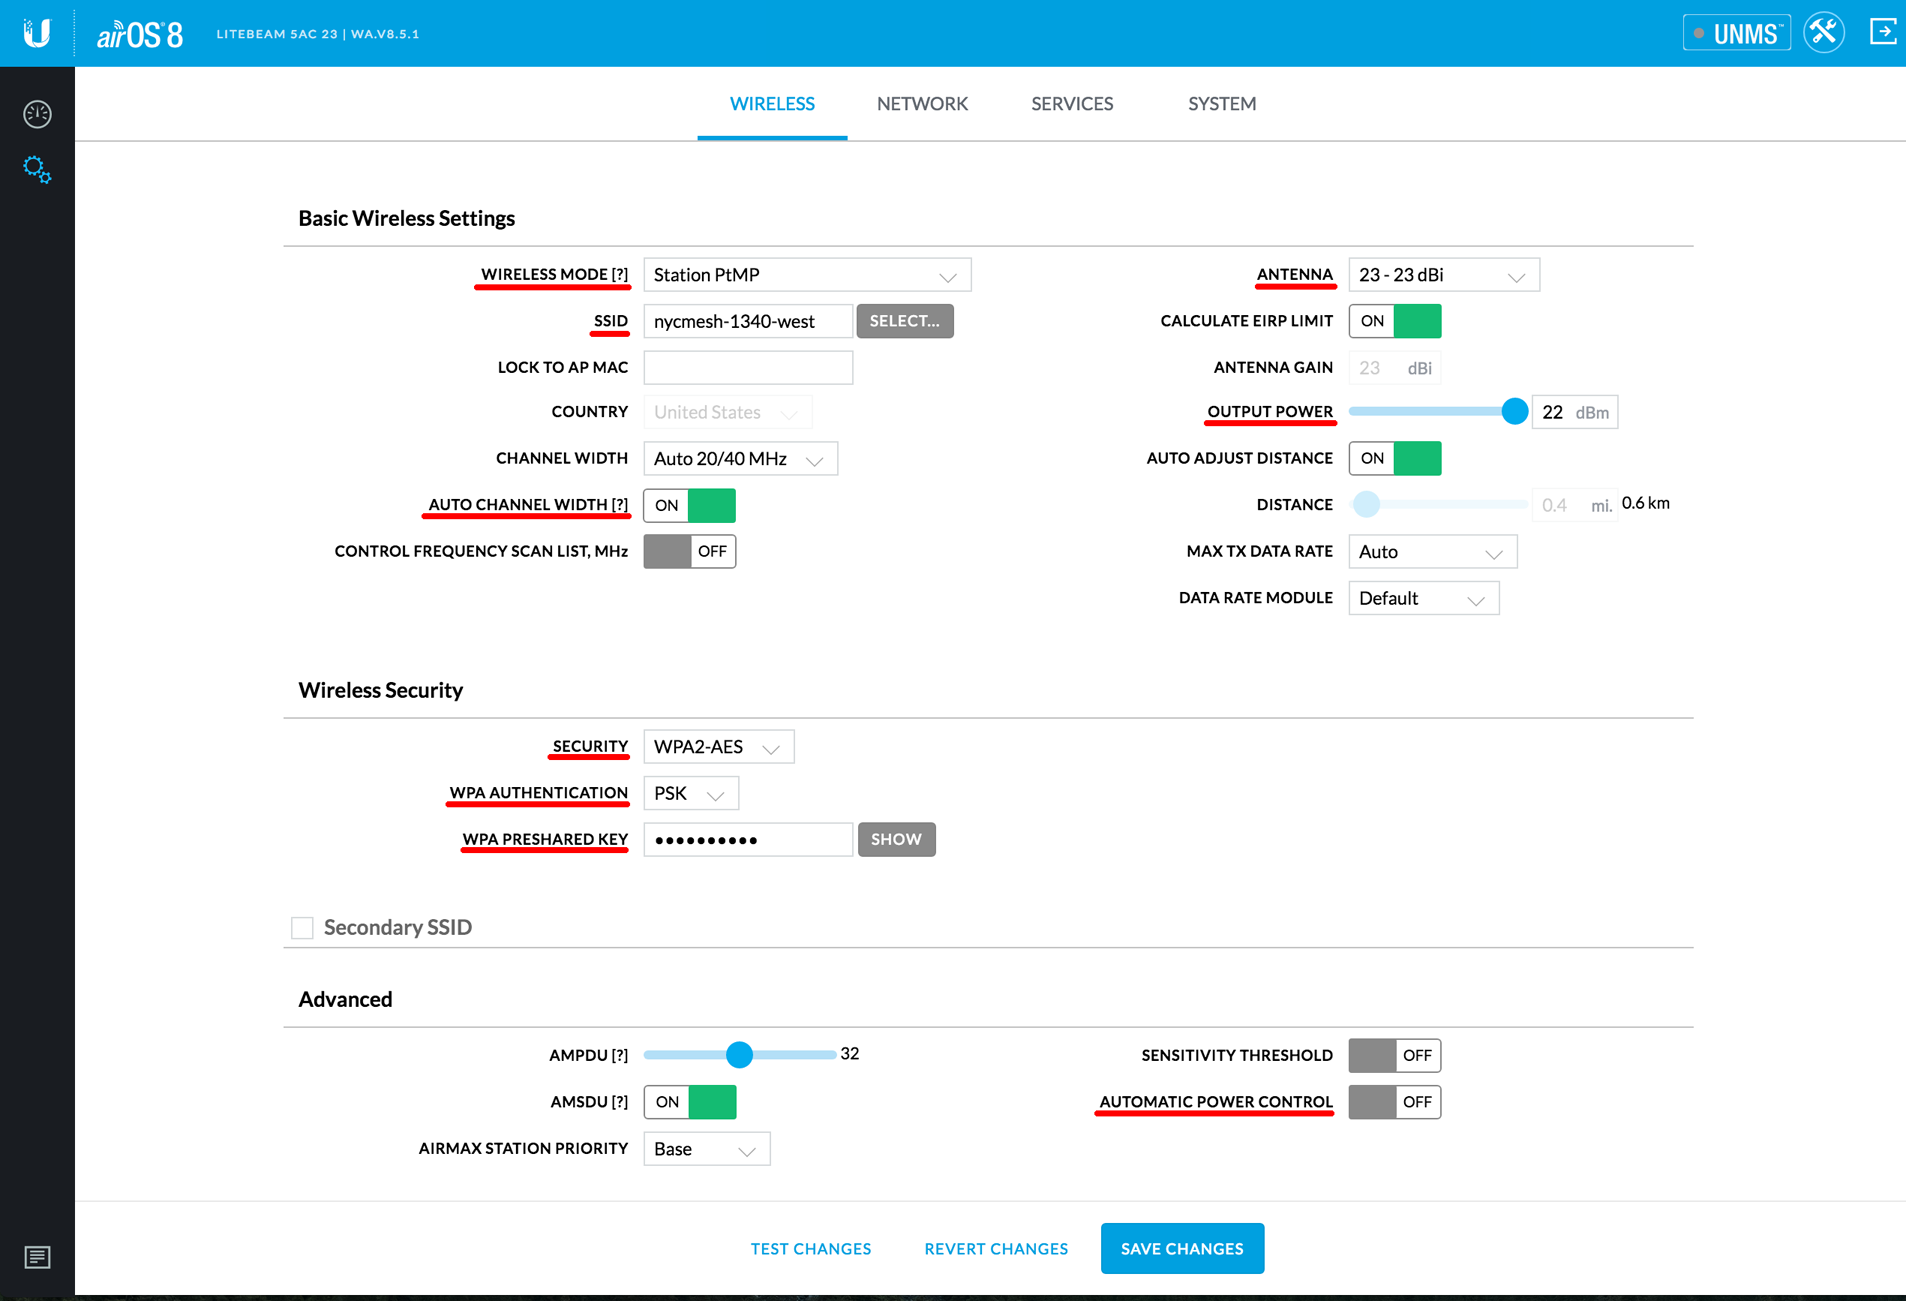 airOS®8
LITEBEAM 5AC 23 | WA.V8.5.1
UNMS™
WIRELESS
NETWORK
SERVICES
SYSTEM
Basic Wireless Settings
WIRELESS MODE [?] Station PtMP
SSID nycmesh-1340-west SELECT...
LOCK TO AP MAC
COUNTRY United States
CHANNEL WIDTH Auto 20/40 MHz
AUTO CHANNEL WIDTH [?] ON
CONTROL FREQUENCY SCAN LIST, MHz OFF
ANTENNA 23 - 23 dBi
CALCULATE EIRP LIMIT ON
ANTENNA GAIN 23 dBi
OUTPUT POWER 22 dBm
AUTO ADJUST DISTANCE ON
DISTANCE 0.4 mi. 0.6 km
MAX TX DATA RATE Auto
DATA RATE MODULE Default
Wireless Security
SECURITY WPA2-AES
WPA AUTHENTICATION PSK
WPA PRESHARED KEY •••••••••• SHOW
Secondary SSID
Advanced
AMPDU [?] 32
AMSDU [?] ON
AIRMAX STATION PRIORITY Base
SENSITIVITY THRESHOLD OFF
AUTOMATIC POWER CONTROL OFF
TEST CHANGES
REVERT CHANGES
SAVE CHANGES